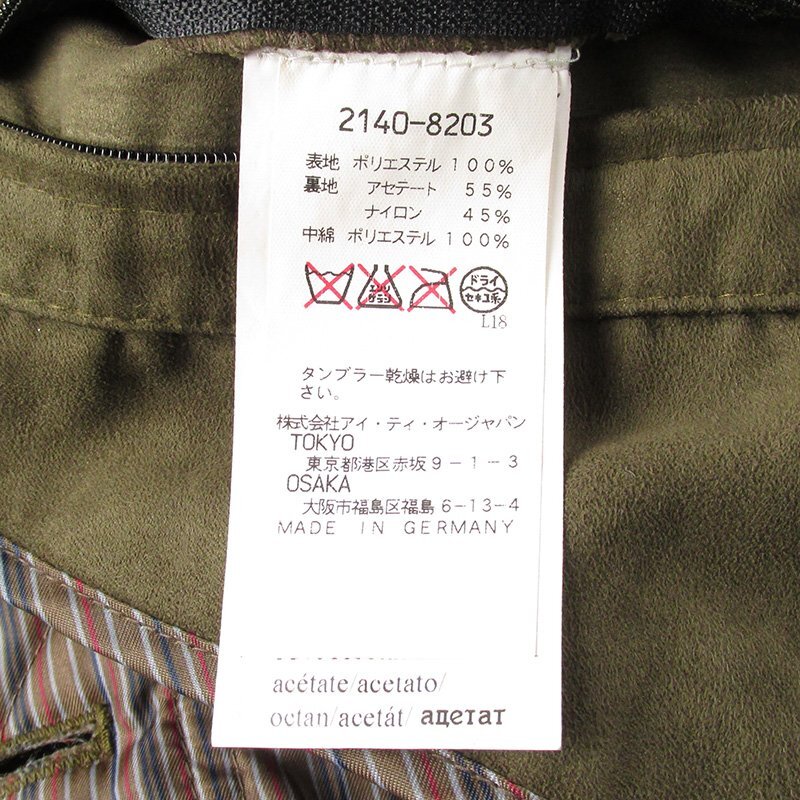 2140-8203
表地 ポリエステル 100%
裏地 アセテート 55%
ナイロン 45%
中綿 ポリエステル 100%
エンソ サラシ ドライ セキユ系
L18
タンブラー乾燥はお避け下
さい。
株式会社アイ・ティ・オージャパン
TOKYO
東京都港区赤坂9-1-3
OSAKA
大阪市福島区福島 6-13-4
MADE IN GERMANY
acétate/acetato/
octan/acetát/ ацетат